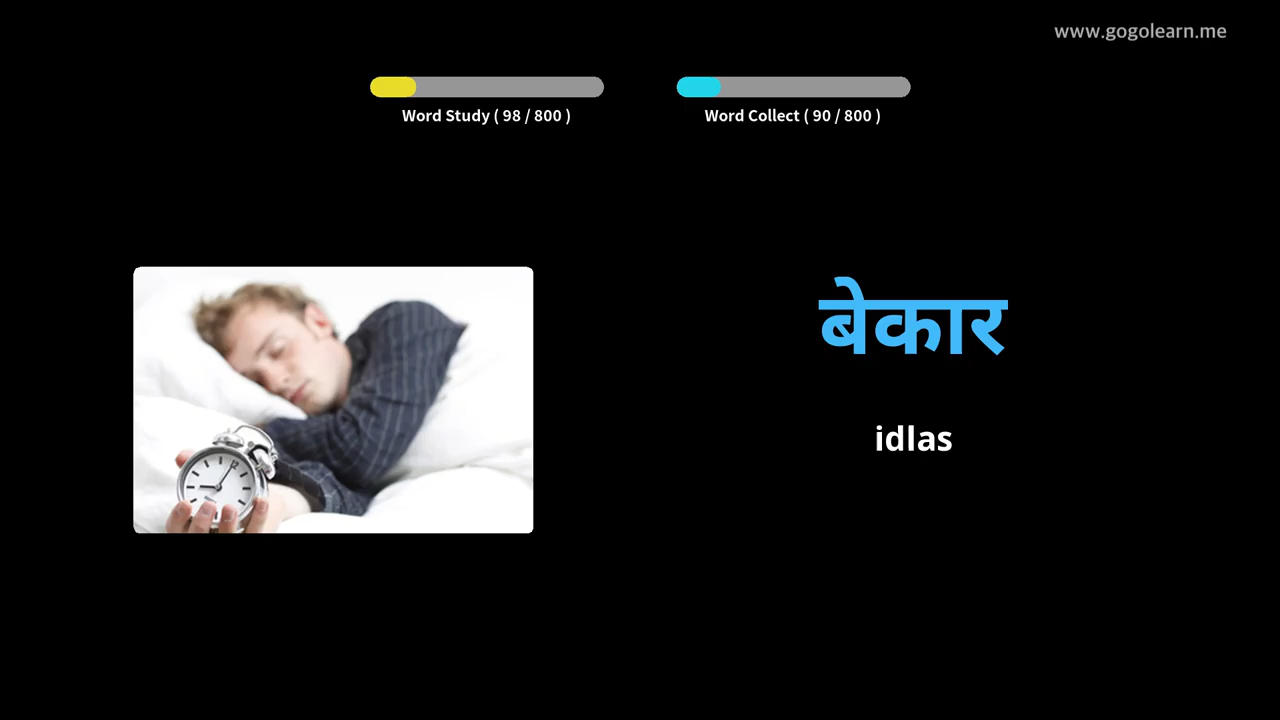 www.gogolearn.me
Word Study ( 98 / 800 )
Word Collect ( 90 / 800 )
बेकार
idlas